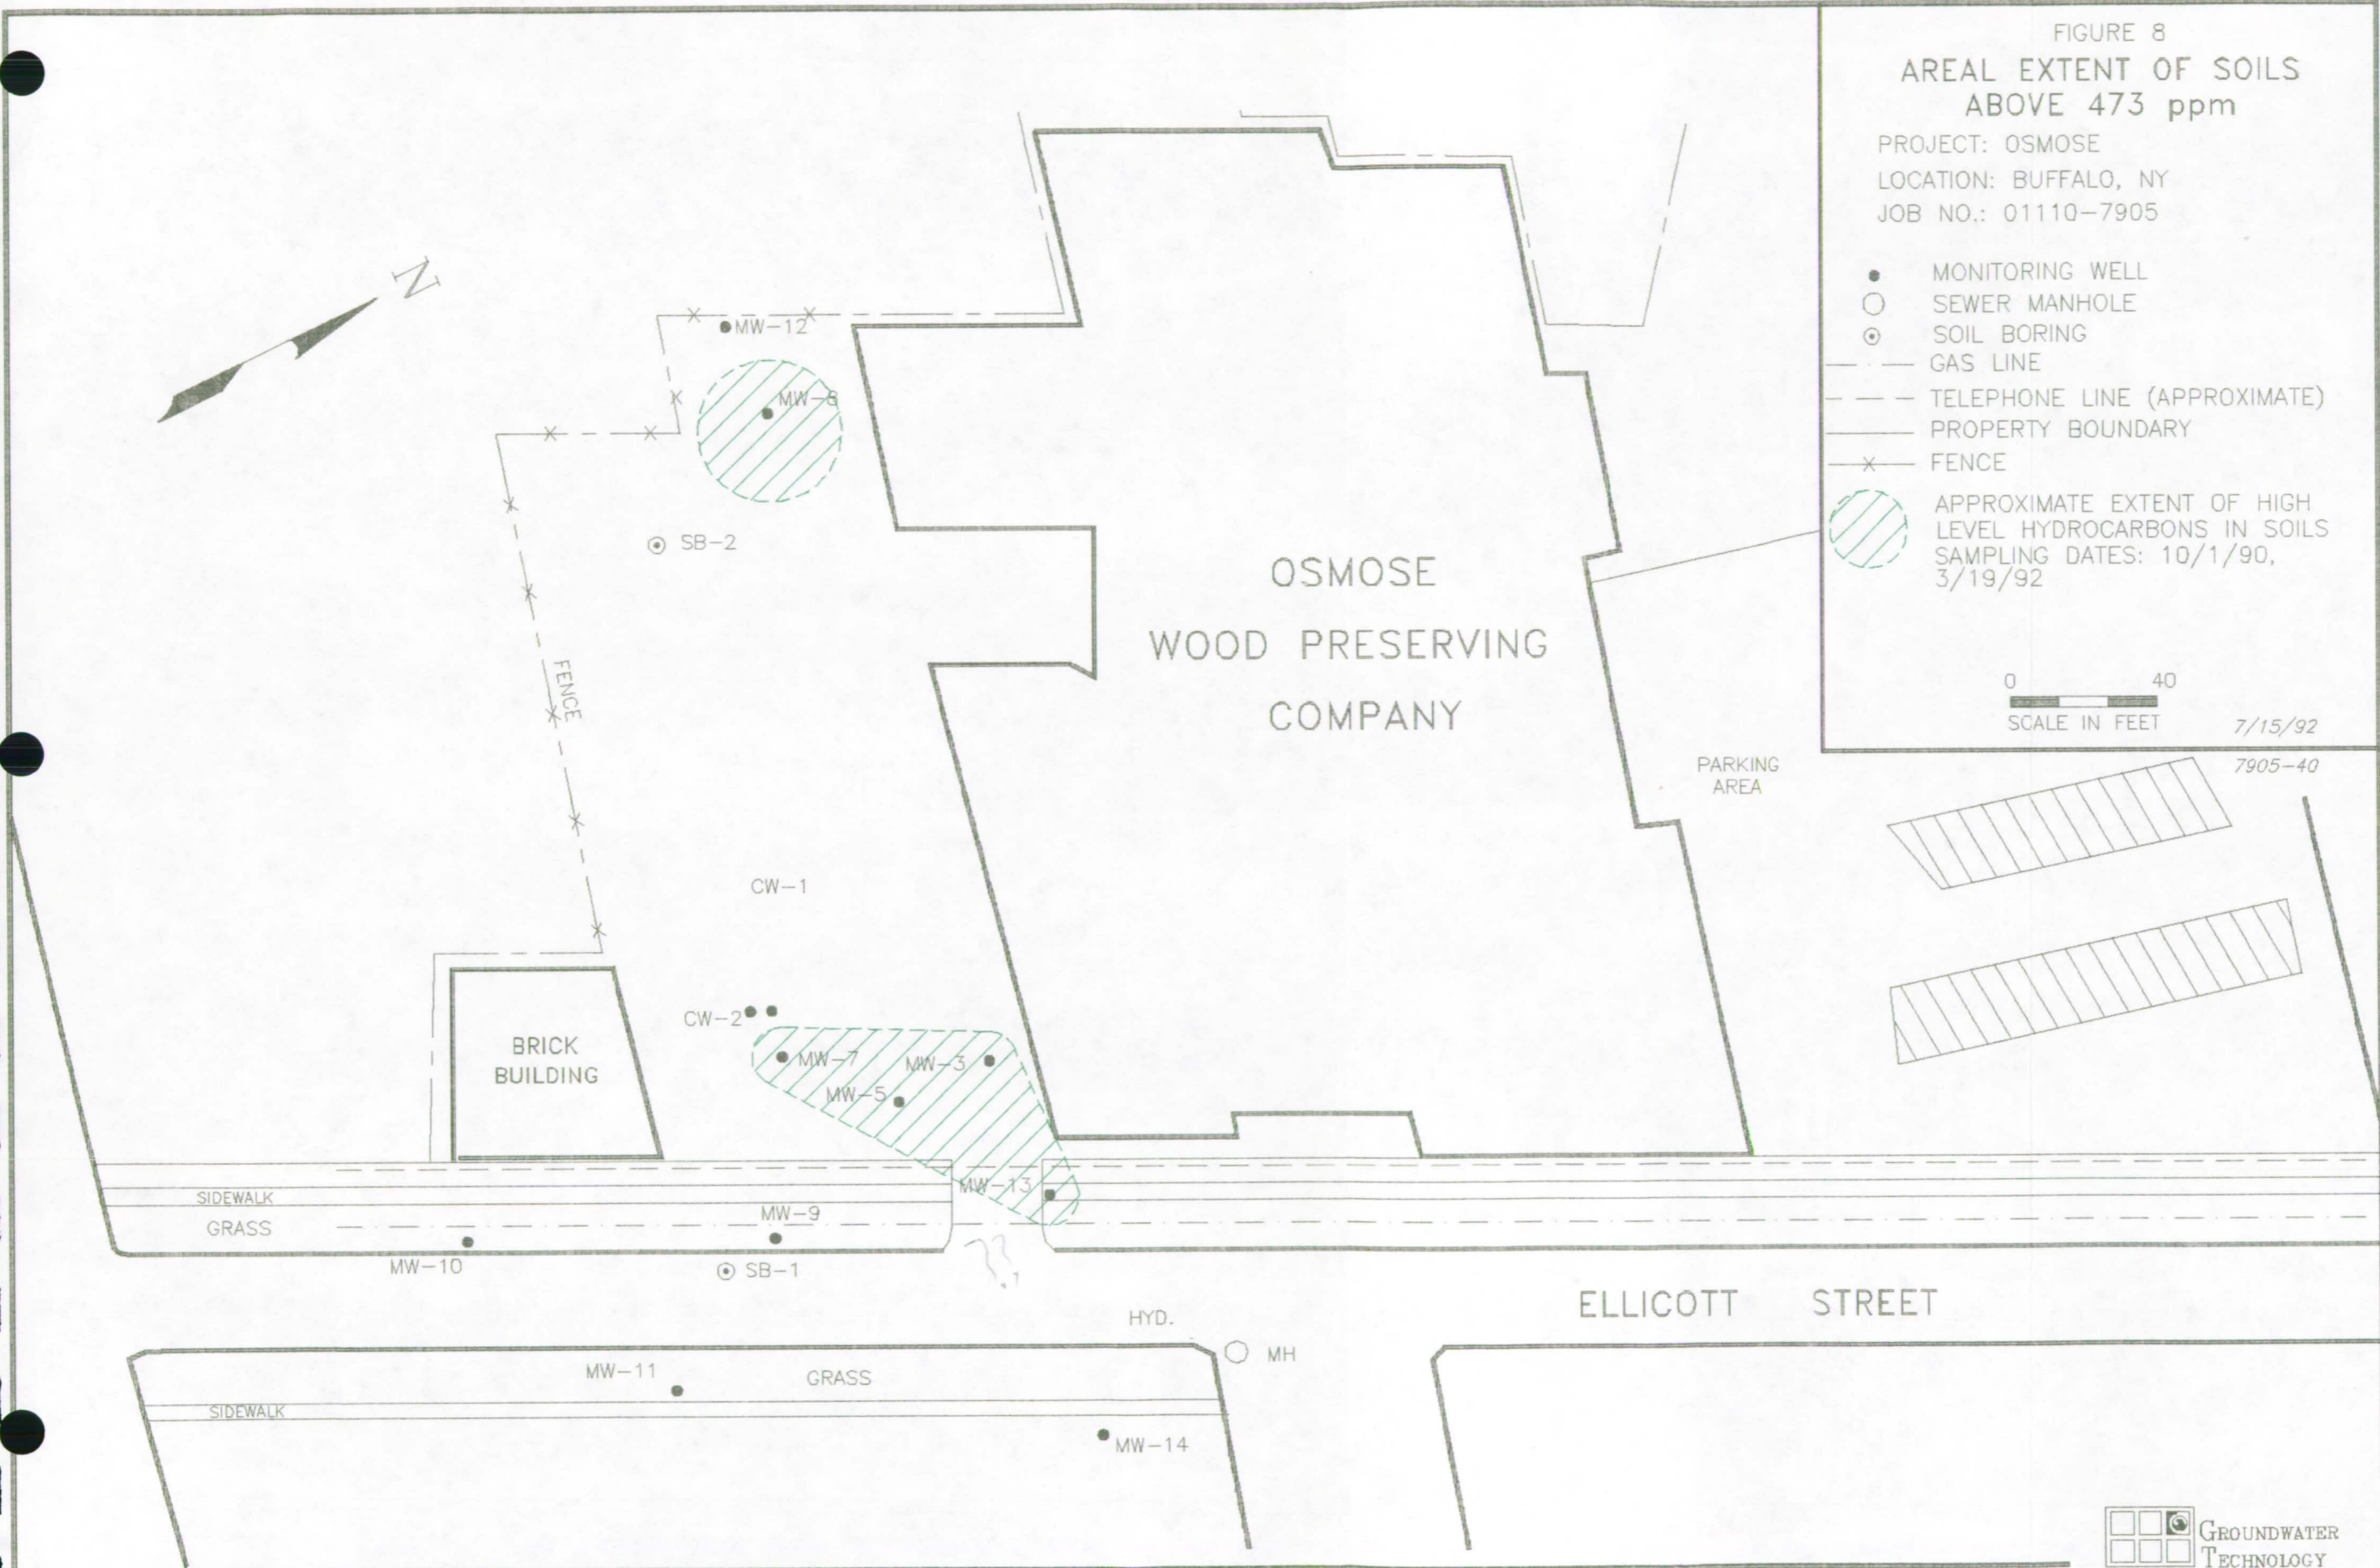 FIGURE 8
AREAL EXTENT OF SOILS
ABOVE 473 ppm
PROJECT: OSMOSE
LOCATION: BUFFALO, NY
JOB NO.: 01110-7905
MONITORING WELL
SEWER MANHOLE
SOIL BORING
GAS LINE
TELEPHONE LINE (APPROXIMATE)
PROPERTY BOUNDARY
FENCE
APPROXIMATE EXTENT OF HIGH
LEVEL HYDROCARBONS IN SOILS
SAMPLING DATES: 10/1/90,
3/19/92
0 40
SCALE IN FEET
7/15/92
7905-40
N
MW-12
MW-8
SB-2
FENCE
OSMOSE
WOOD PRESERVING
COMPANY
PARKING
AREA
CW-1
CW-2
BRICK
BUILDING
MW-7
MW-3
MW-5
MW-13
SIDEWALK
GRASS
MW-9
MW-10
SB-1
??
HYD.
ELLICOTT STREET
MH
MW-11
GRASS
SIDEWALK
MW-14
GROUNDWATER
TECHNOLOGY